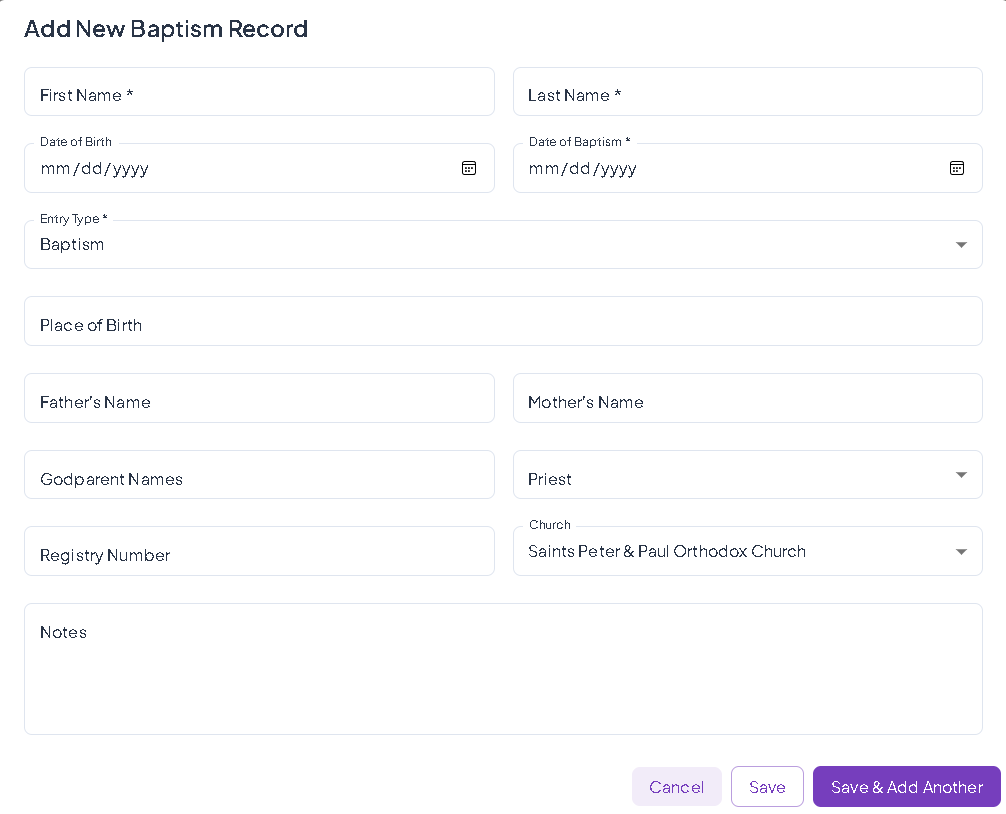 Add New Baptism Record
First Name *
Last Name *
Date of Birth
mm/dd/yyyy
Date of Baptism *
mm/dd/yyyy
Entry Type *
Baptism
Place of Birth
Father's Name
Mother's Name
Godparent Names
Priest
Registry Number
Church
Saints Peter & Paul Orthodox Church
Notes
Cancel
Save
Save & Add Another